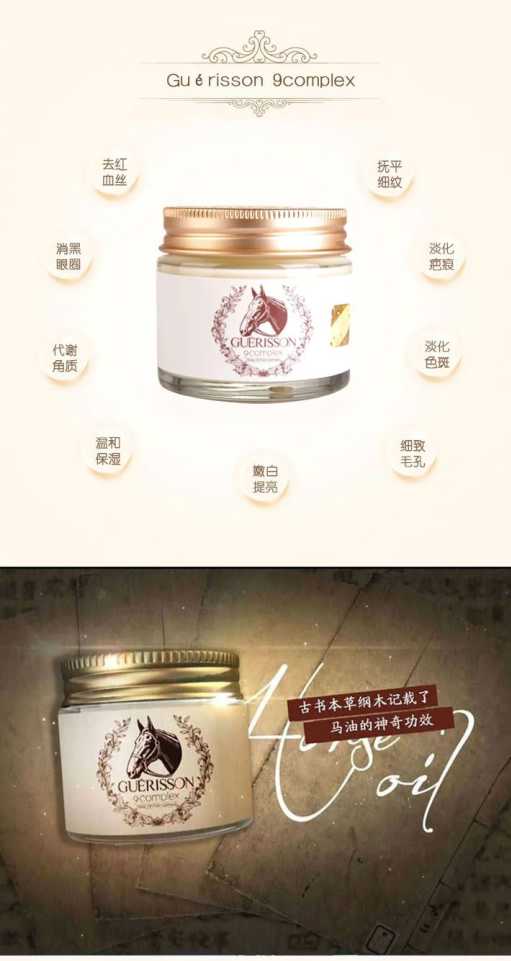 Guérisson 9complex
去红
血丝
抚平
细纹
消黑
眼圈
淡化
疤痕
代谢
角质
淡化
色斑
温和
保湿
细致
毛孔
嫩白
提亮
GUERISSON
9complex
古书本草纲木记载了
马油的神奇功效
Horse
oil
GUERISSON
9complex